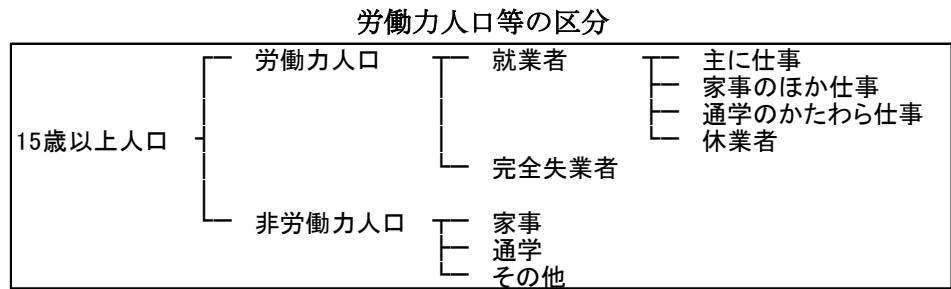 労働力人口等の区分
労働力人口 就業者 主に仕事
家事のほか仕事
通学のかたわら仕事
15歳以上人口 休業者
完全失業者
非労働力人口 家事
通学
その他